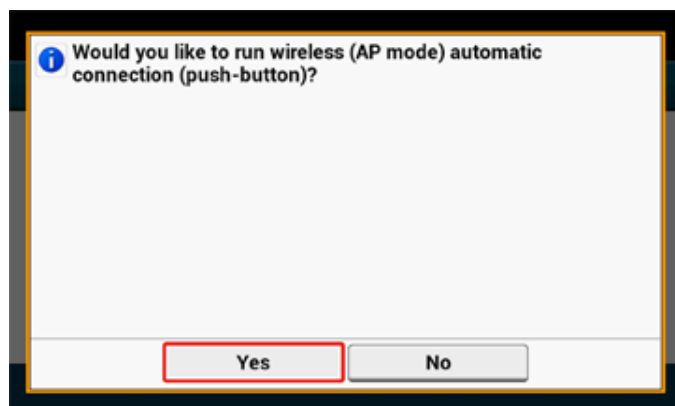 Would you like to run wireless (AP mode) automatic
connection (push-button)?
Yes
No